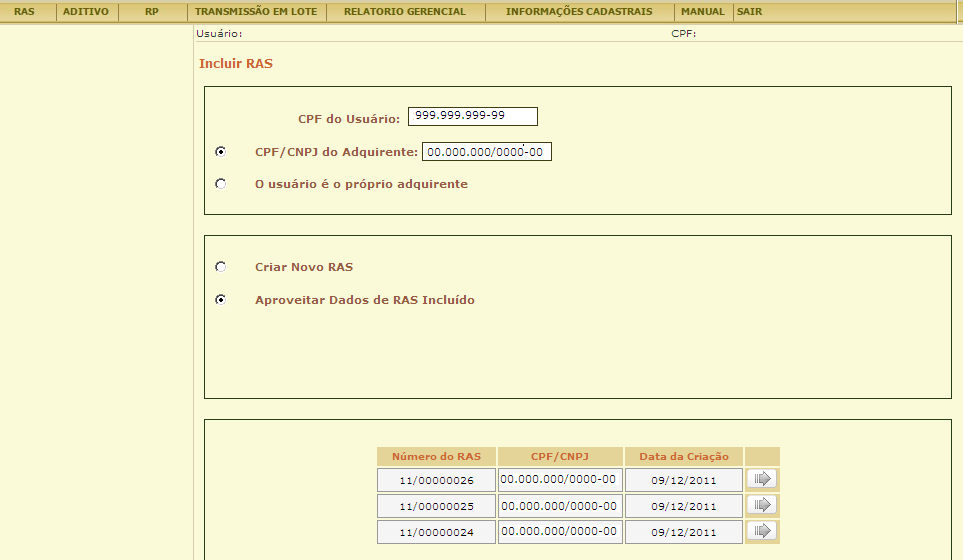 RAS ADITIVO RP TRANSMISSÃO EM LOTE RELATORIO GERENCIAL INFORMAÇÕES CADASTRAIS MANUAL SAIR
Usuário: CPF:
Incluir RAS
CPF do Usuário: 999.999.999-99
CPF/CNPJ do Adquirente: 00.000.000/0000-00
O usuário é o próprio adquirente
Criar Novo RAS
Aproveitar Dados de RAS Incluído
Número do RAS CPF/CNPJ Data da Criação
11/00000026 00.000.000/0000-00 09/12/2011
11/00000025 00.000.000/0000-00 09/12/2011
11/00000024 00.000.000/0000-00 09/12/2011